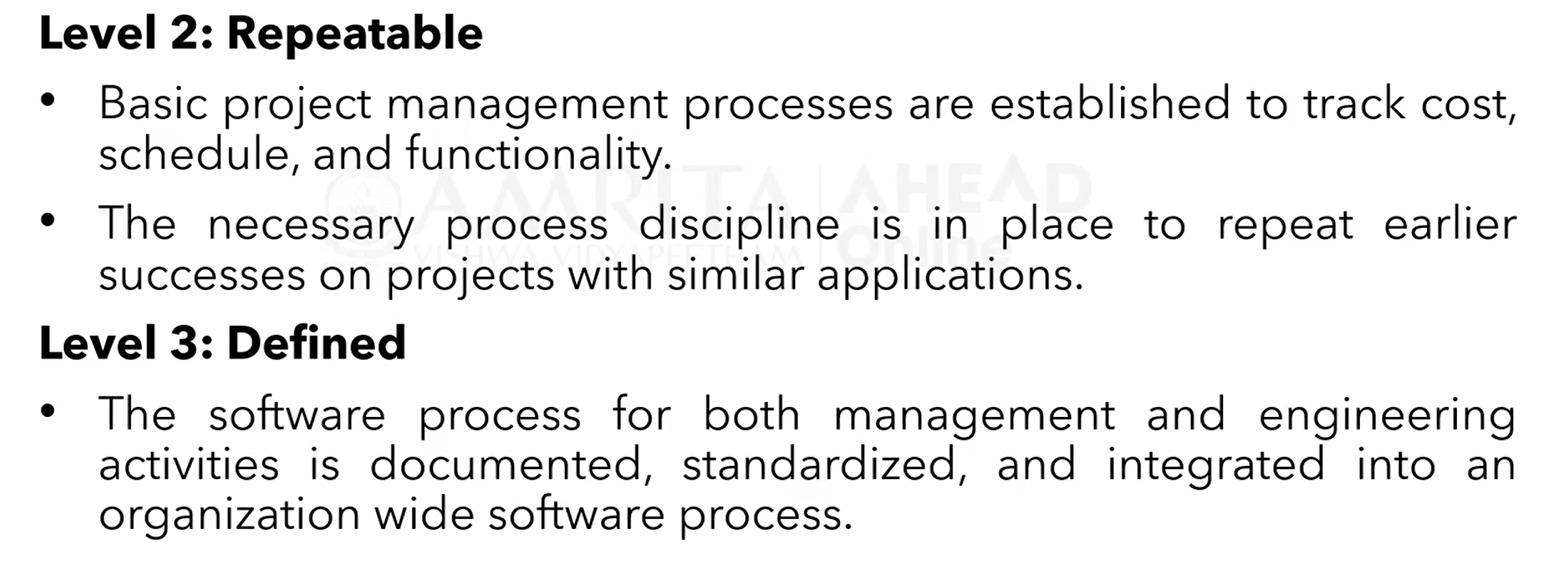 Level 2: Repeatable
• Basic project management processes are established to track cost,
schedule, and functionality.
AMRITA AHEAD
• The necessary process discipline is in place to repeat earlier
VISHWA VIDYAPEETHAM Online
successes on projects with similar applications.
Level 3: Defined
• The software process for both management and engineering
activities is documented, standardized, and integrated into an
organization wide software process.